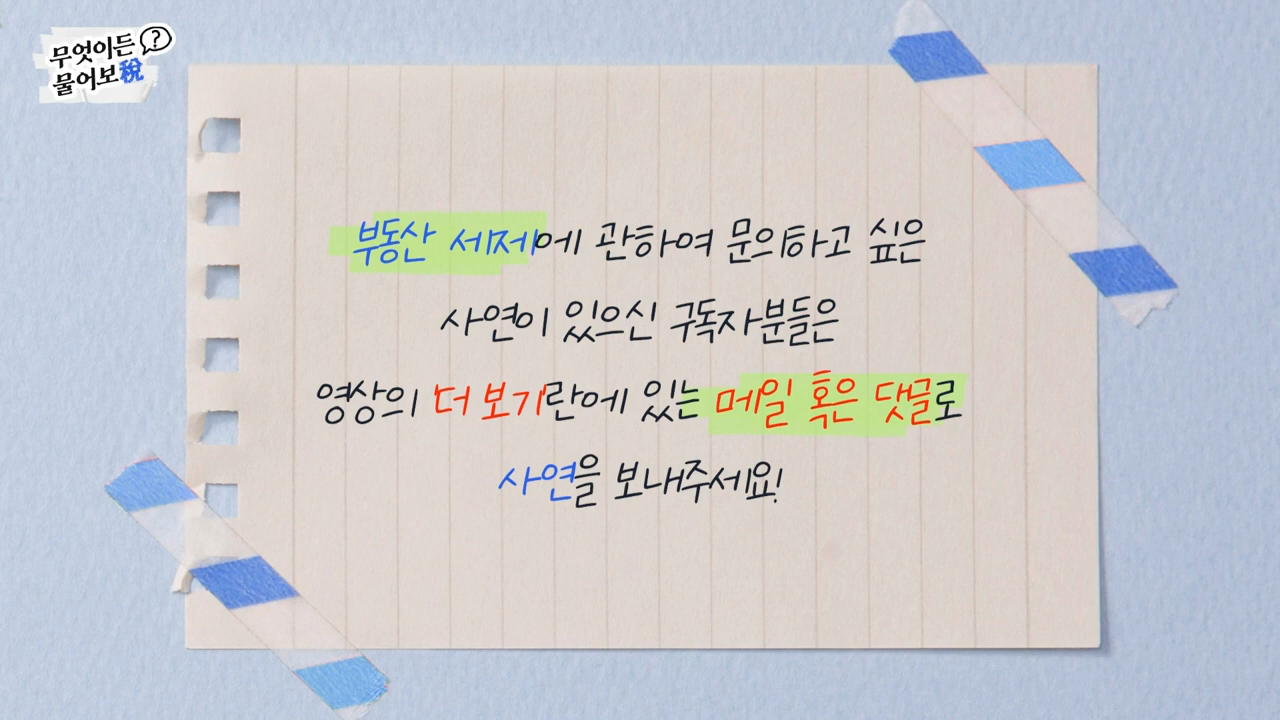 무엇이든
물어보稅
?
부동산 세제에 관하여 문의하고 싶은
사연이 있으신 구독자분들은
영상의 더 보기란에 있는 메일 혹은 댓글로
사연을 보내주세요!